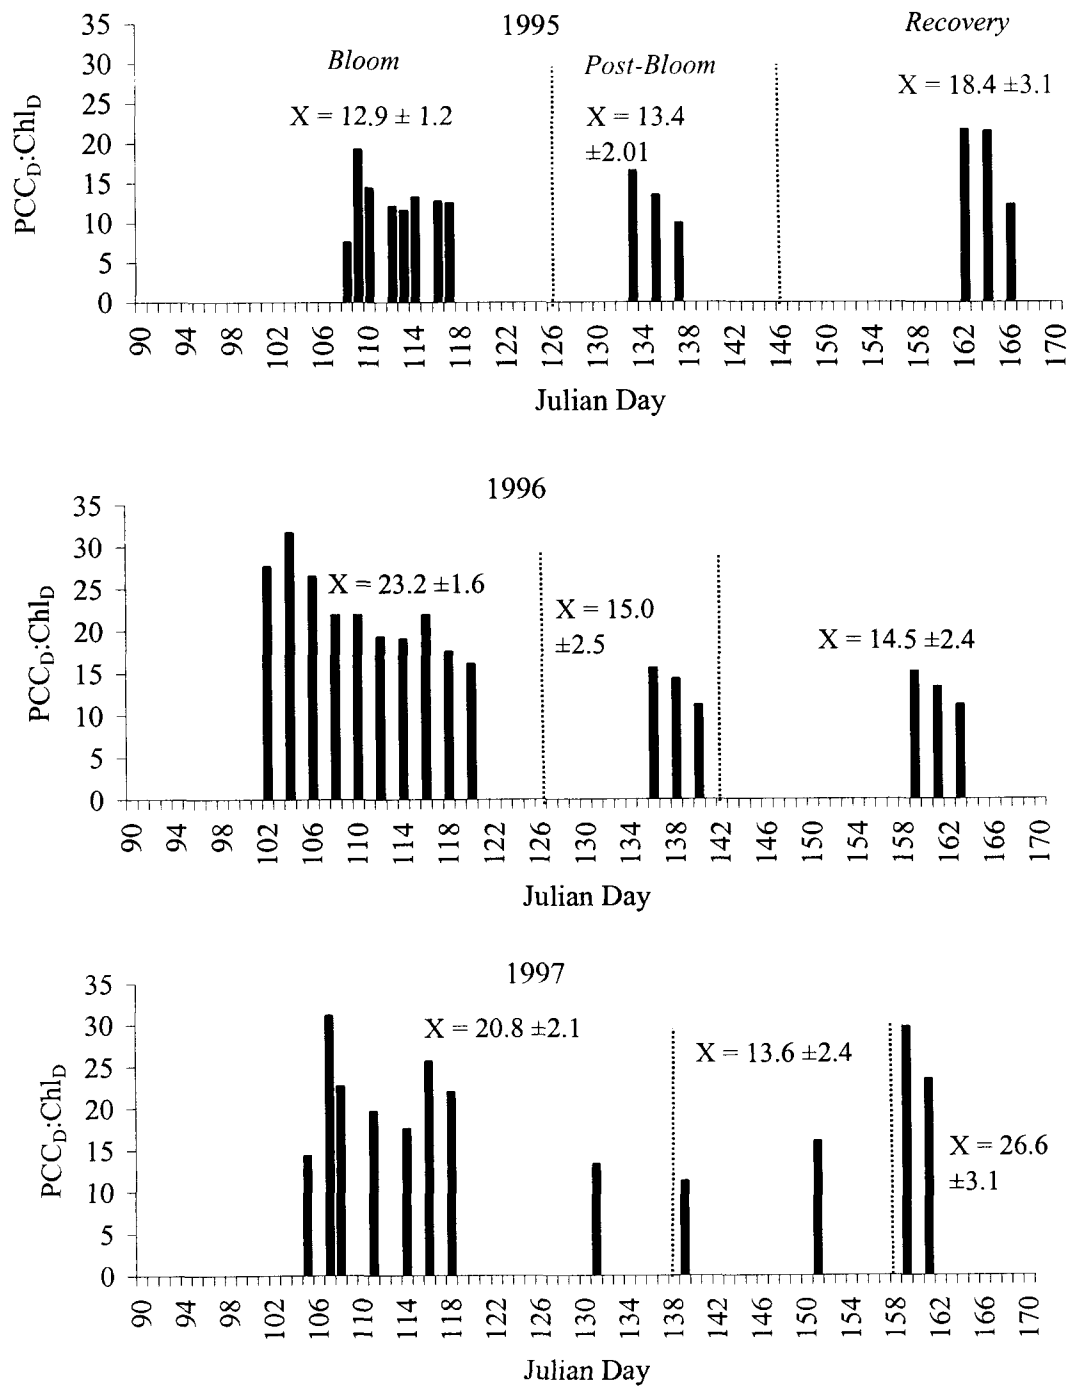 1995
Recovery
Bloom
Post-Bloom
X = 12.9 ± 1.2
X = 13.4
±2.01
X = 18.4 ±3.1
PCC_D:Chl_D
35
30
25
20
15
10
5
0
90 94 98 102 106 110 114 118 122 126 130 134 138 142 146 150 154 158 162 166 170
Julian Day
1996
X = 23.2 ±1.6
X = 15.0
±2.5
X = 14.5 ±2.4
PCC_D:Chl_D
35
30
25
20
15
10
5
0
90 94 98 102 106 110 114 118 122 126 130 134 138 142 146 150 154 158 162 166 170
Julian Day
1997
X = 20.8 ±2.1
X = 13.6 ±2.4
X = 26.6
±3.1
PCC_D:Chl_D
35
30
25
20
15
10
5
0
90 94 98 102 106 110 114 118 122 126 130 134 138 142 146 150 154 158 162 166 170
Julian Day